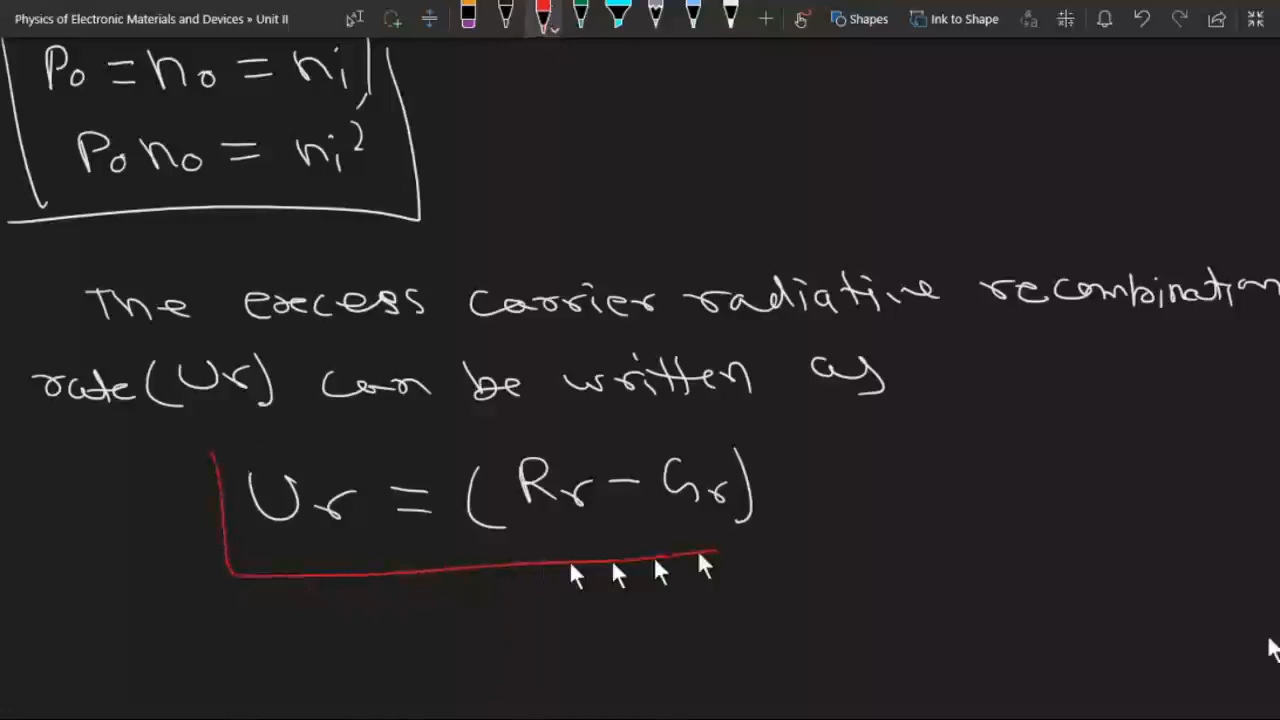 Physics of Electronic Materials and Devices » Unit II
Shapes
Ink to Shape
Po = no = ni,
Po no = ni²
The excess carrier radiative recombination
rate (Ur) can be written as
Ur = (Rr - Gr)